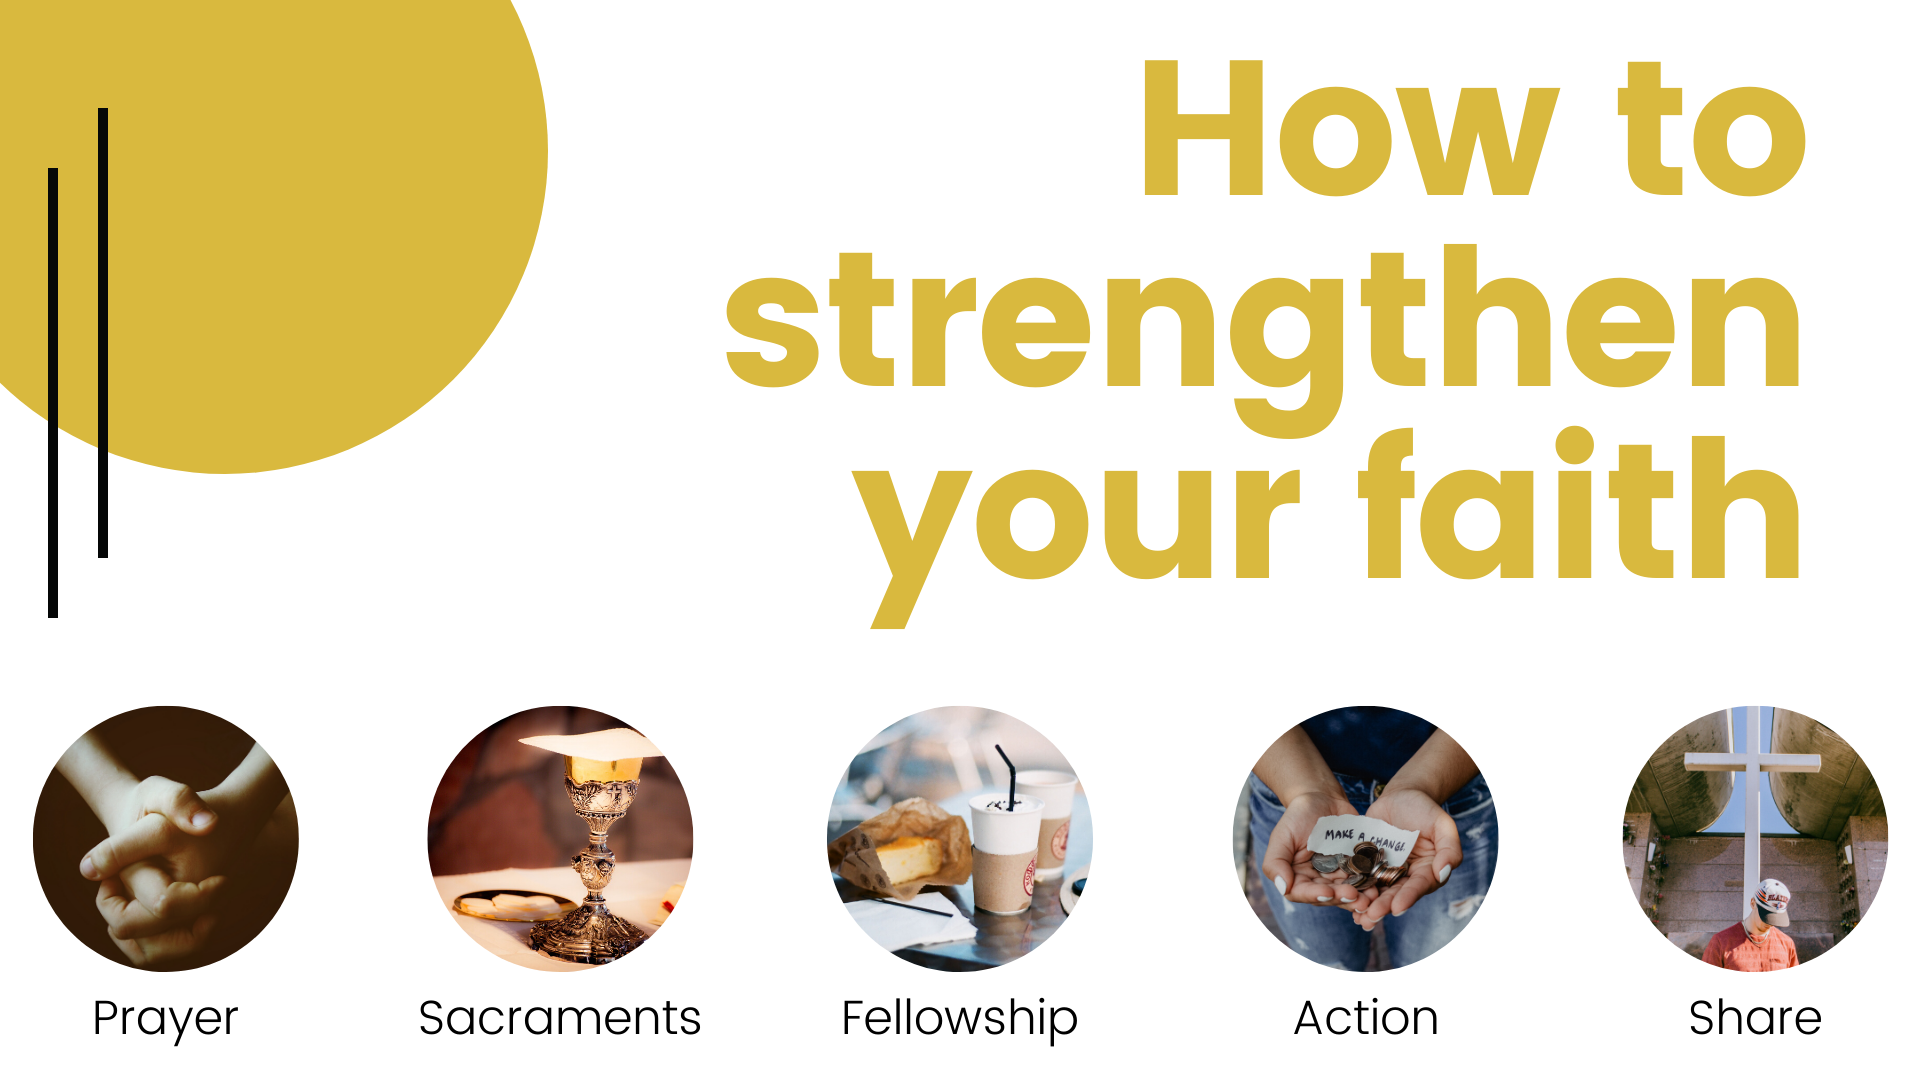 How to
strengthen
your faith
MAKE A CHANGE
Prayer
Sacraments
Fellowship
Action
Share